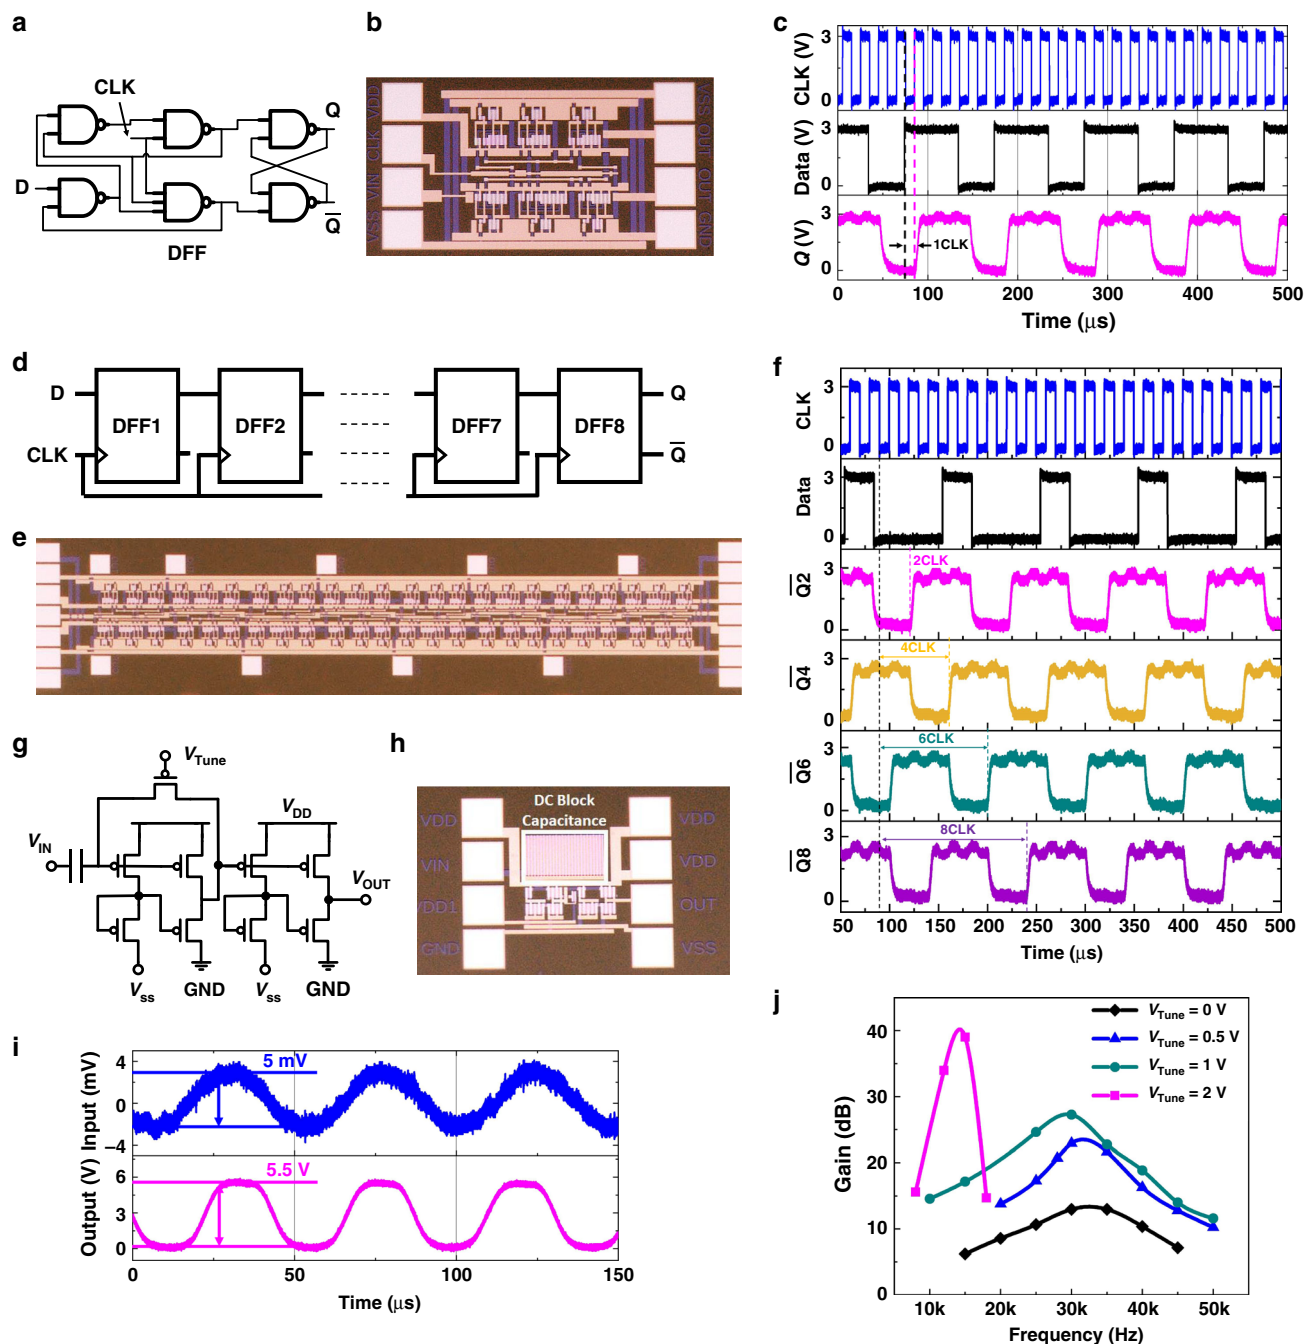 a
CLK
Q
D
Q
DFF
b
VDD
CLK
VIN
VSS
VSS
OUT
OUT
GND
c
CLK (V)
3
0
Data (V)
3
0
Q (V)
3
0
1CLK
0 100 200 300 400 500
Time (μs)
d
D
DFF1
DFF2
DFF7
DFF8
Q
CLK
Q
e
f
CLK
3
0
Data
3
0
Q2
3
0
2CLK
Q4
3
0
4CLK
Q6
3
0
6CLK
Q8
3
0
8CLK
50 100 150 200 250 300 350 400 450 500
Time (μs)
g
VTune
VDD
VIN
VOUT
Vss
GND
Vss
GND
h
DC Block
Capacitance
VDD
VIN
VDD1
GND
VDD
VDD
OUT
VSS
i
Input (mV)
4
0
−4
5 mV
Output (V)
6
3
0
5.5 V
0 50 100 150
Time (μs)
j
Gain (dB)
40
30
20
10
0
VTune = 0 V
VTune = 0.5 V
VTune = 1 V
VTune = 2 V
10k 20k 30k 40k 50k
Frequency (Hz)